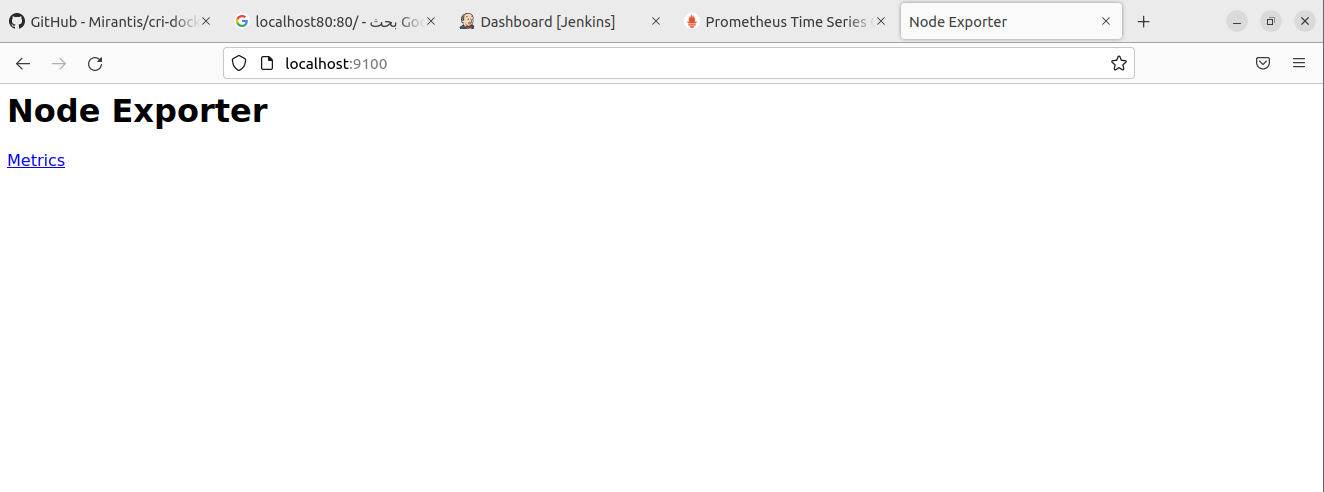 GitHub - Mirantis/cri-dock
localhost80:80/ - بحث Goo
Dashboard [Jenkins]
Prometheus Time Series
Node Exporter
localhost:9100
Node Exporter
Metrics